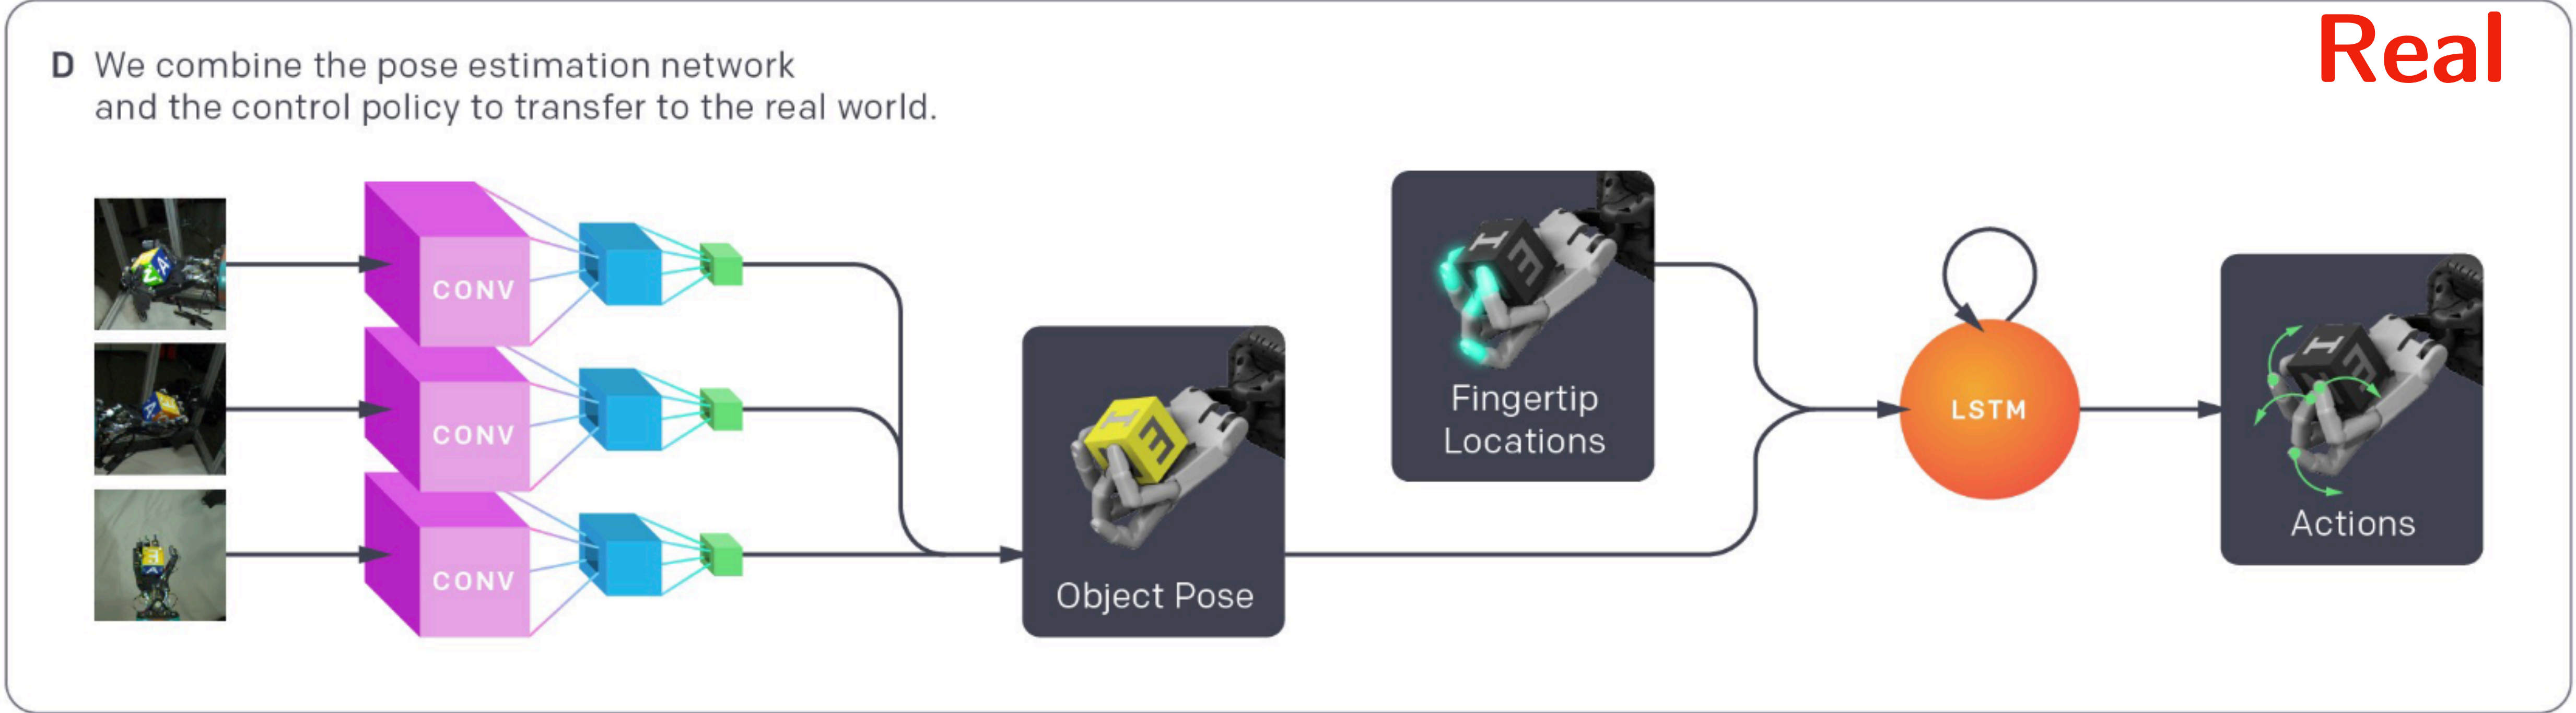 Real
D We combine the pose estimation network
and the control policy to transfer to the real world.
CONV
CONV
CONV
Object Pose
Fingertip
Locations
LSTM
Actions